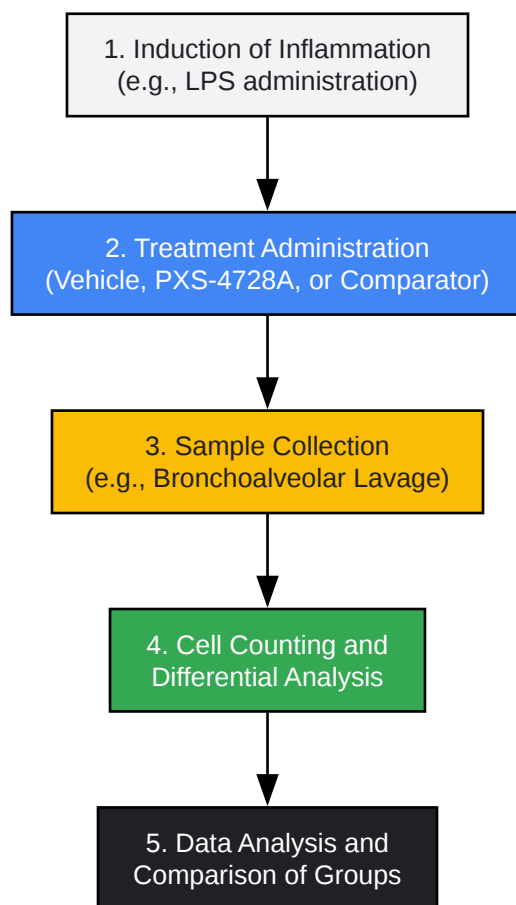 1. Induction of Inflammation
(e.g., LPS administration)
2. Treatment Administration
(Vehicle, PXS-4728A, or Comparator)
3. Sample Collection
(e.g., Bronchoalveolar Lavage)
4. Cell Counting and
Differential Analysis
5. Data Analysis and
Comparison of Groups